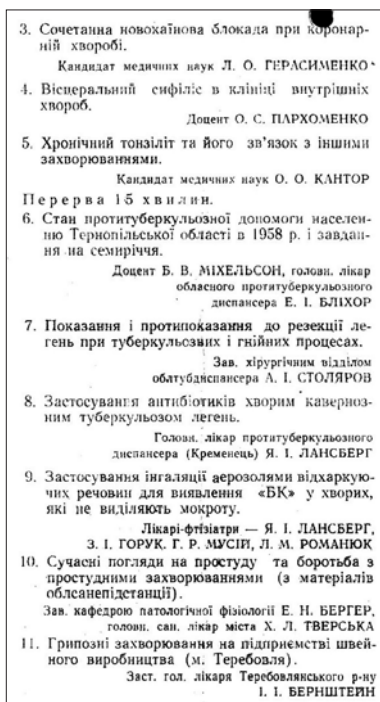 3. Сочетанна новохаїнова блокада при коронар-
ній хворобі.
Кандидат медичних наук Л. О. ГЕРАСИМЕНКО
4. Вісцеральний сифіліс в клініці внутрішніх
хвороб.
Доцент О. С. ПАРХОМЕНКО
5. Хронічний тонзіліт та його зв'язок з іншими
захворюваннями.
Кандидат медичних наук О. О. КАНТОР
Перерва 15 хвилин.
6. Стан протитуберкульозної допомоги населен-
ню Тернопільської області в 1958 р. і завдан-
ня на семиріччя.
Доцент Б. В. МІХЕЛЬСОН, головн. лікар
обласного протитуберкульозного
диспансера Е. І. БЛІХОР
7. Показання і протипоказання до резекції ле-
гень при туберкульозних і гнійних процесах.
Зав. хірургічним відділом
облтубдиспансера А. І. СТОЛЯРОВ
8. Застосування антибіотиків хворим каверноз-
ним туберкульозом легень.
Головн. лікар протитуберкульозного
диспансера (Кременець) Я. І. ЛАНСБЕРГ
9. Застосування інгаляції аерозолями відхаркую-
чих речовин для виявлення «БК» у хворих,
які не виділяють мокроту.
Лікарі-фтізіатри — Я. І. ЛАНСБЕРГ,
З. І. ГОРУК, Г. Р. МУСІЙ, Л. М. РОМАНЮК
10. Сучасні погляди на простуду та боротьба з
простудними захворюваннями (з матеріалів
облсанепідстанції).
Зав. кафедрою патологічної фізіології Е. Н. БЕРГЕР,
головн. сан. лікар міста Х. Л. ТВЕРСЬКА
11. Грипозні захворювання на підприємстві швей-
ного виробництва (м. Теребовля).
Заст. гол. лікаря Теребовлянського р-ну
І. І. БЕРНШТЕЙН